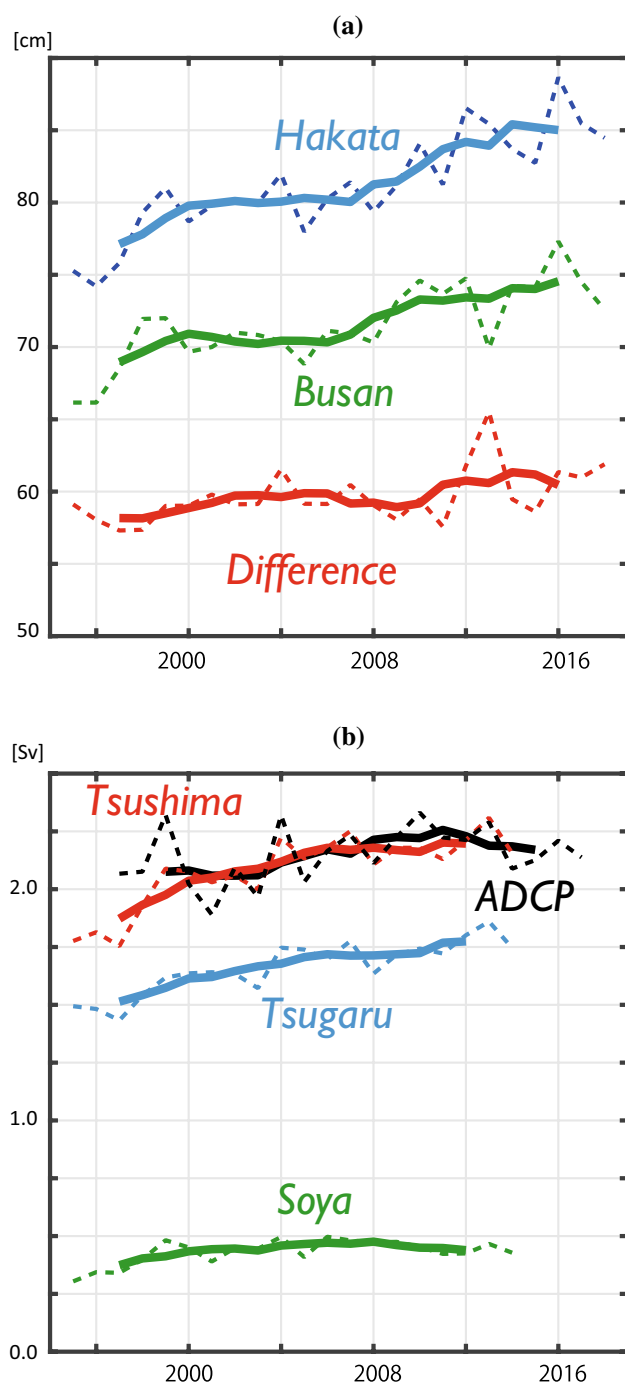 (a)
[cm]
Hakata
80
70
Busan
60
Difference
50
2000 2008 2016
(b)
[Sv]
Tsushima
2.0
ADCP
Tsugaru
1.0
Soya
0.0
2000 2008 2016